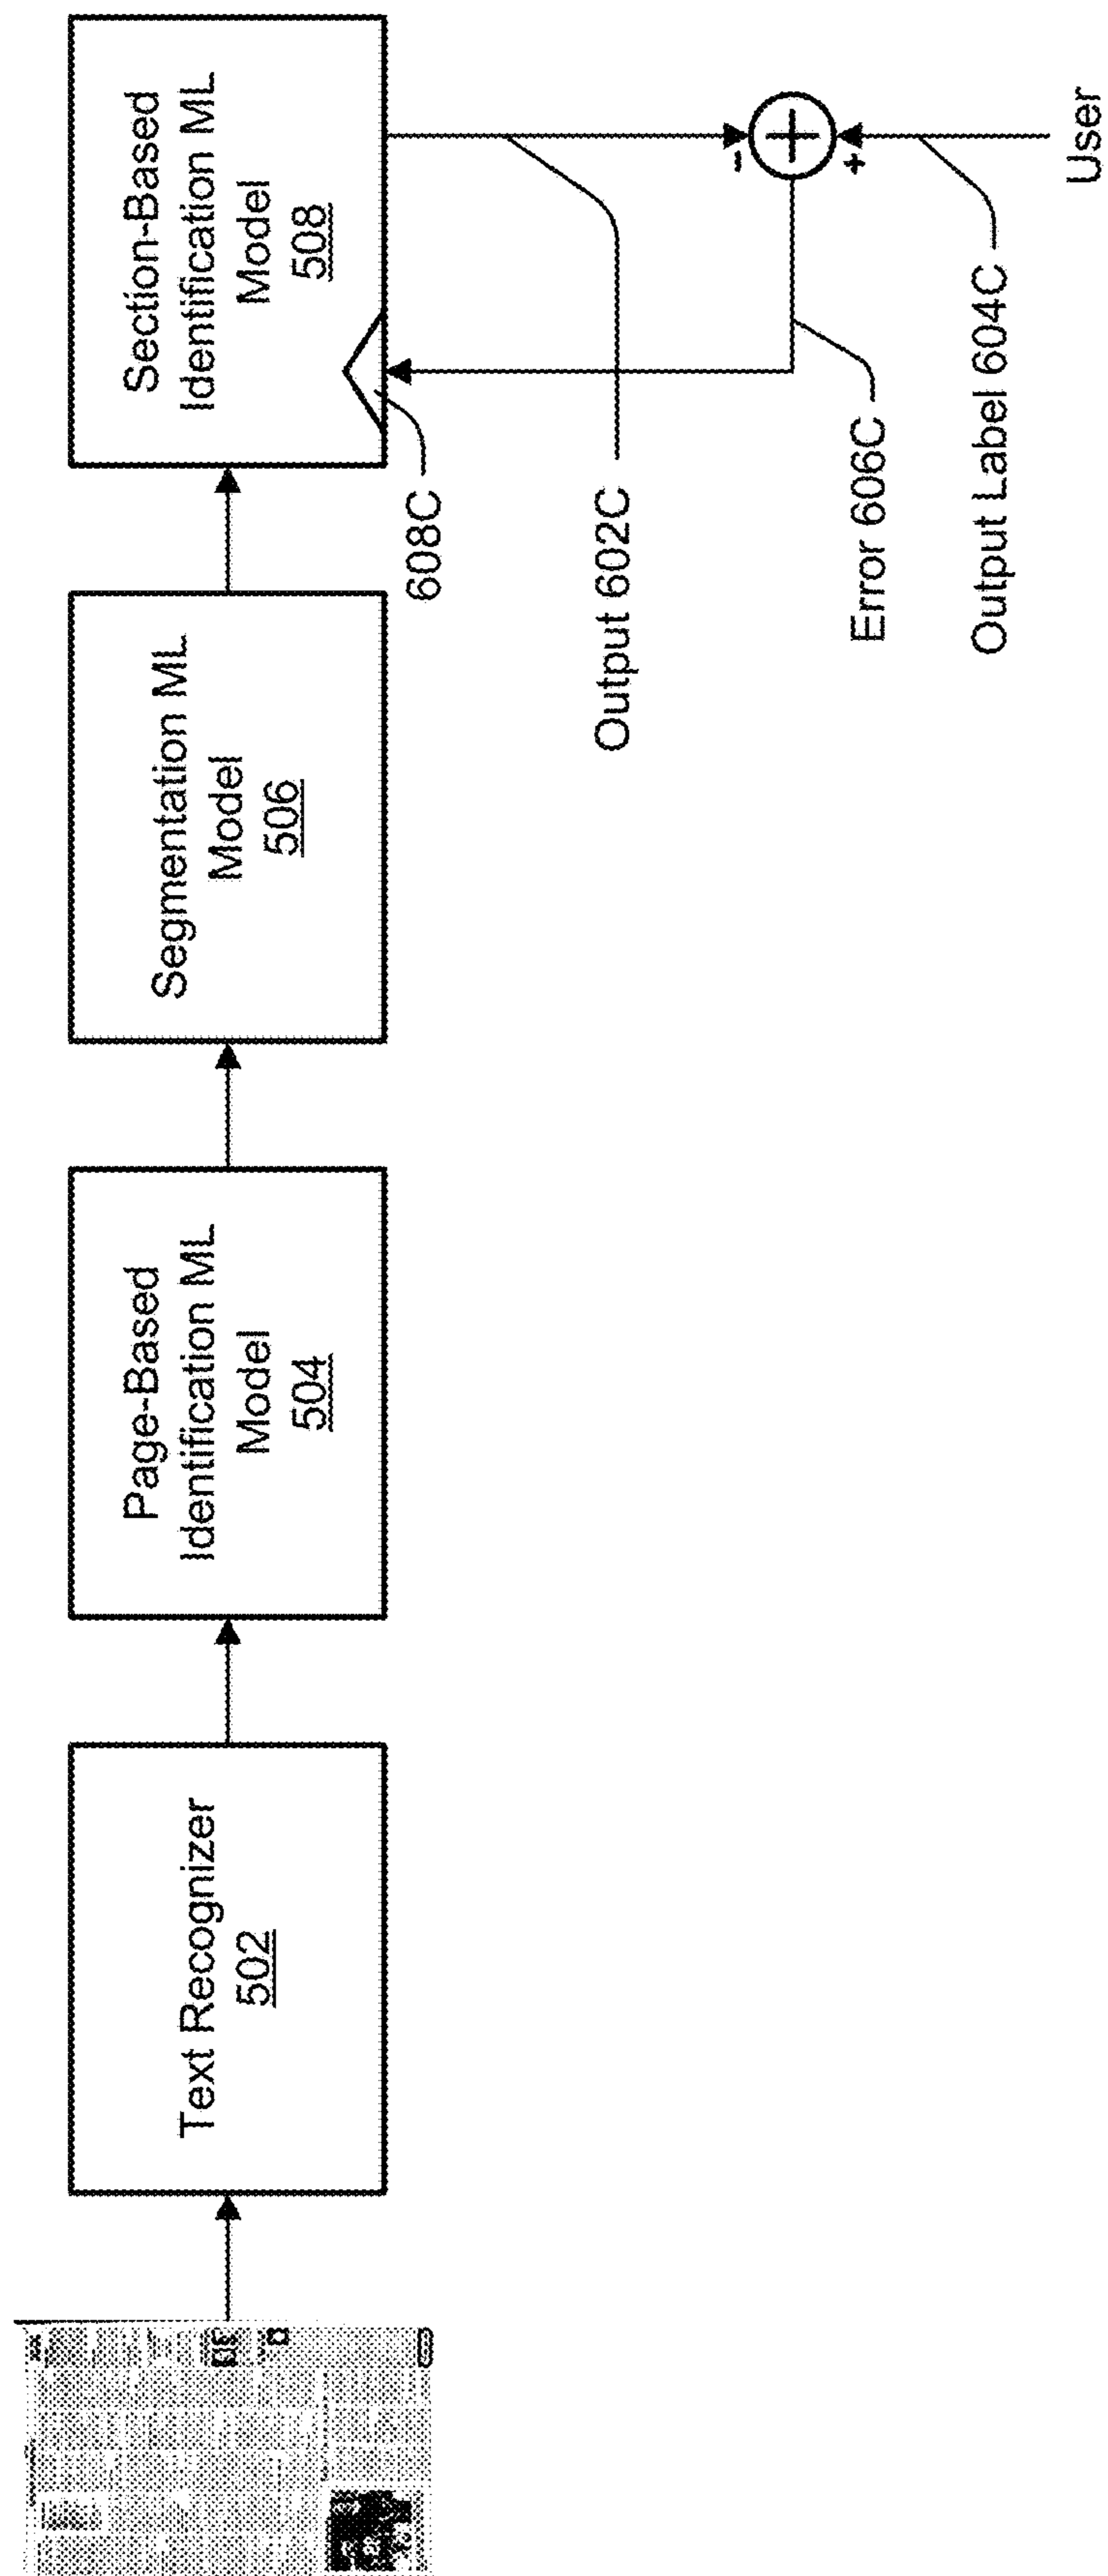 Text Recognizer
502
Page-Based
Identification ML
Model
504
Segmentation ML
Model
506
Section-Based
Identification ML
Model
508
608C
Output 602C
-
+
+
Error 606C
Output Label 604C
User